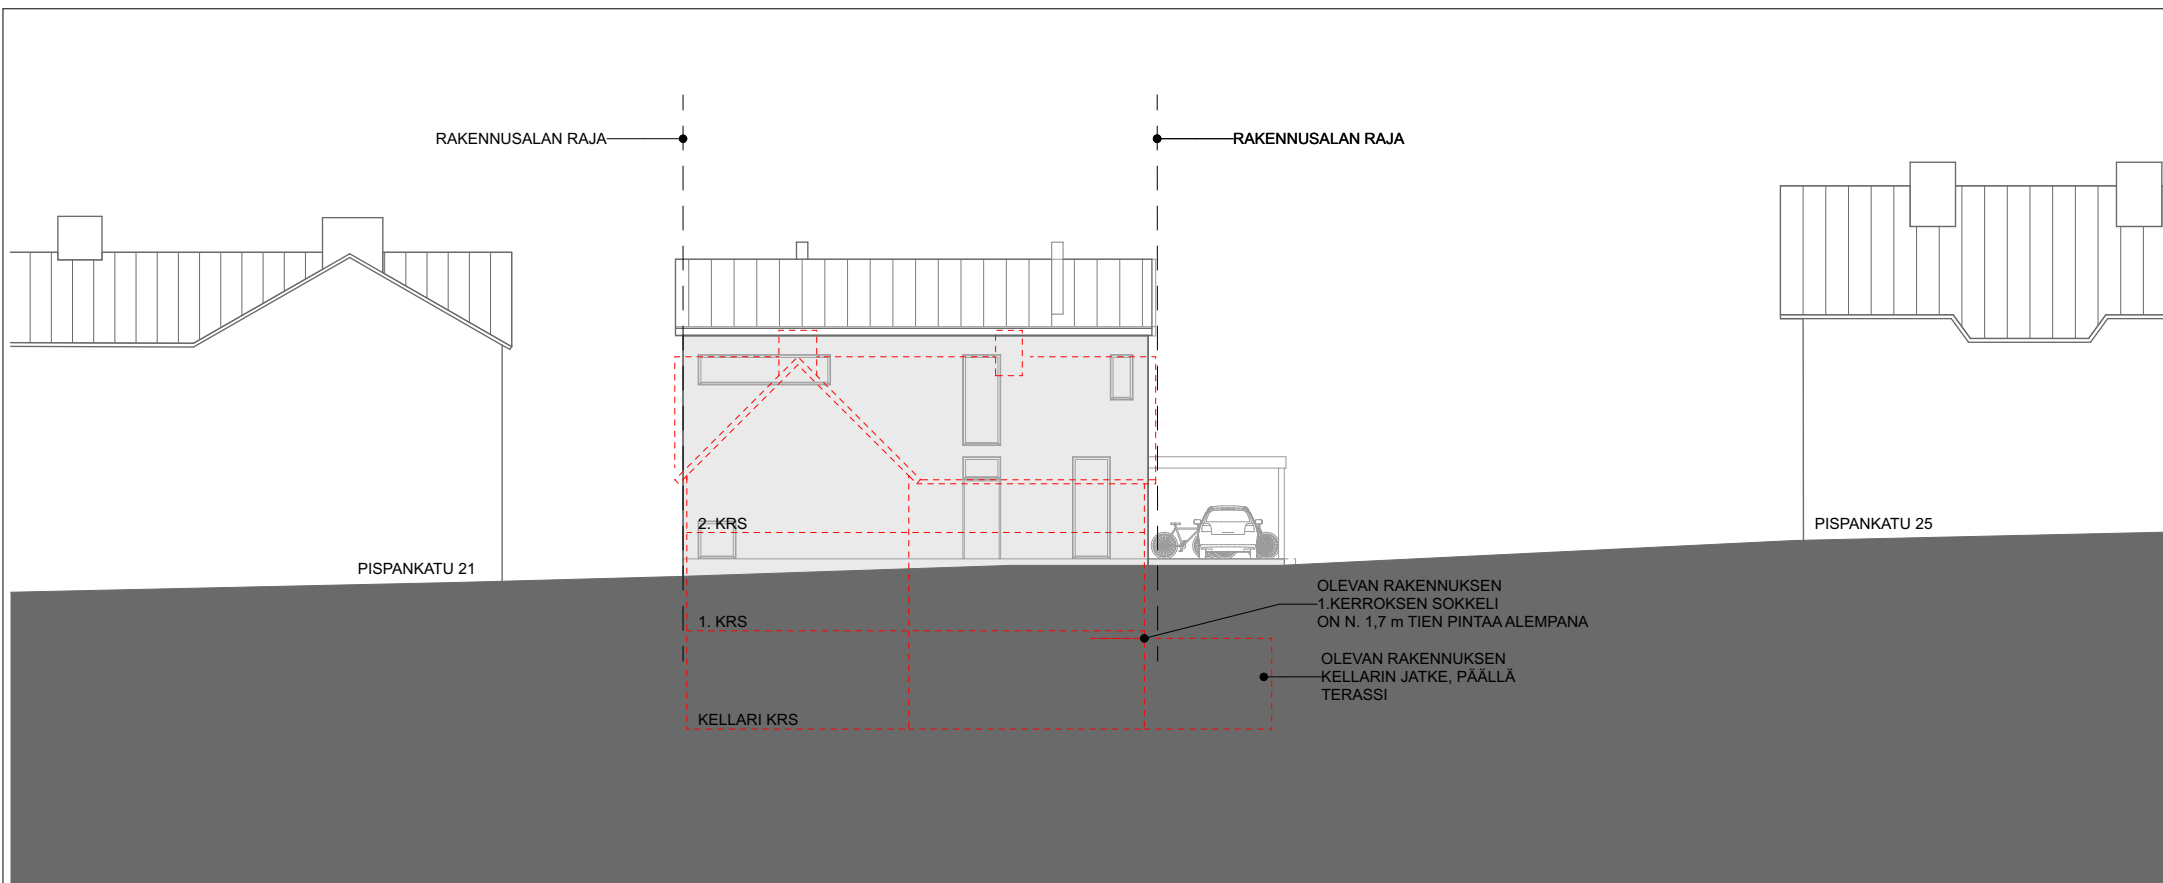 RAKENNUSALAN RAJA
RAKENNUSALAN RAJA
2. KRS
PISPANKATU 25
PISPANKATU 21
OLEVAN RAKENNUKSEN
1.KERROKSEN SOKKELI
ON N. 1,7 m TIEN PINTAA ALEMPANA
1. KRS
OLEVAN RAKENNUKSEN
KELLARIN JATKE, PÄÄLLÄ
TERASSI
KELLARI KRS